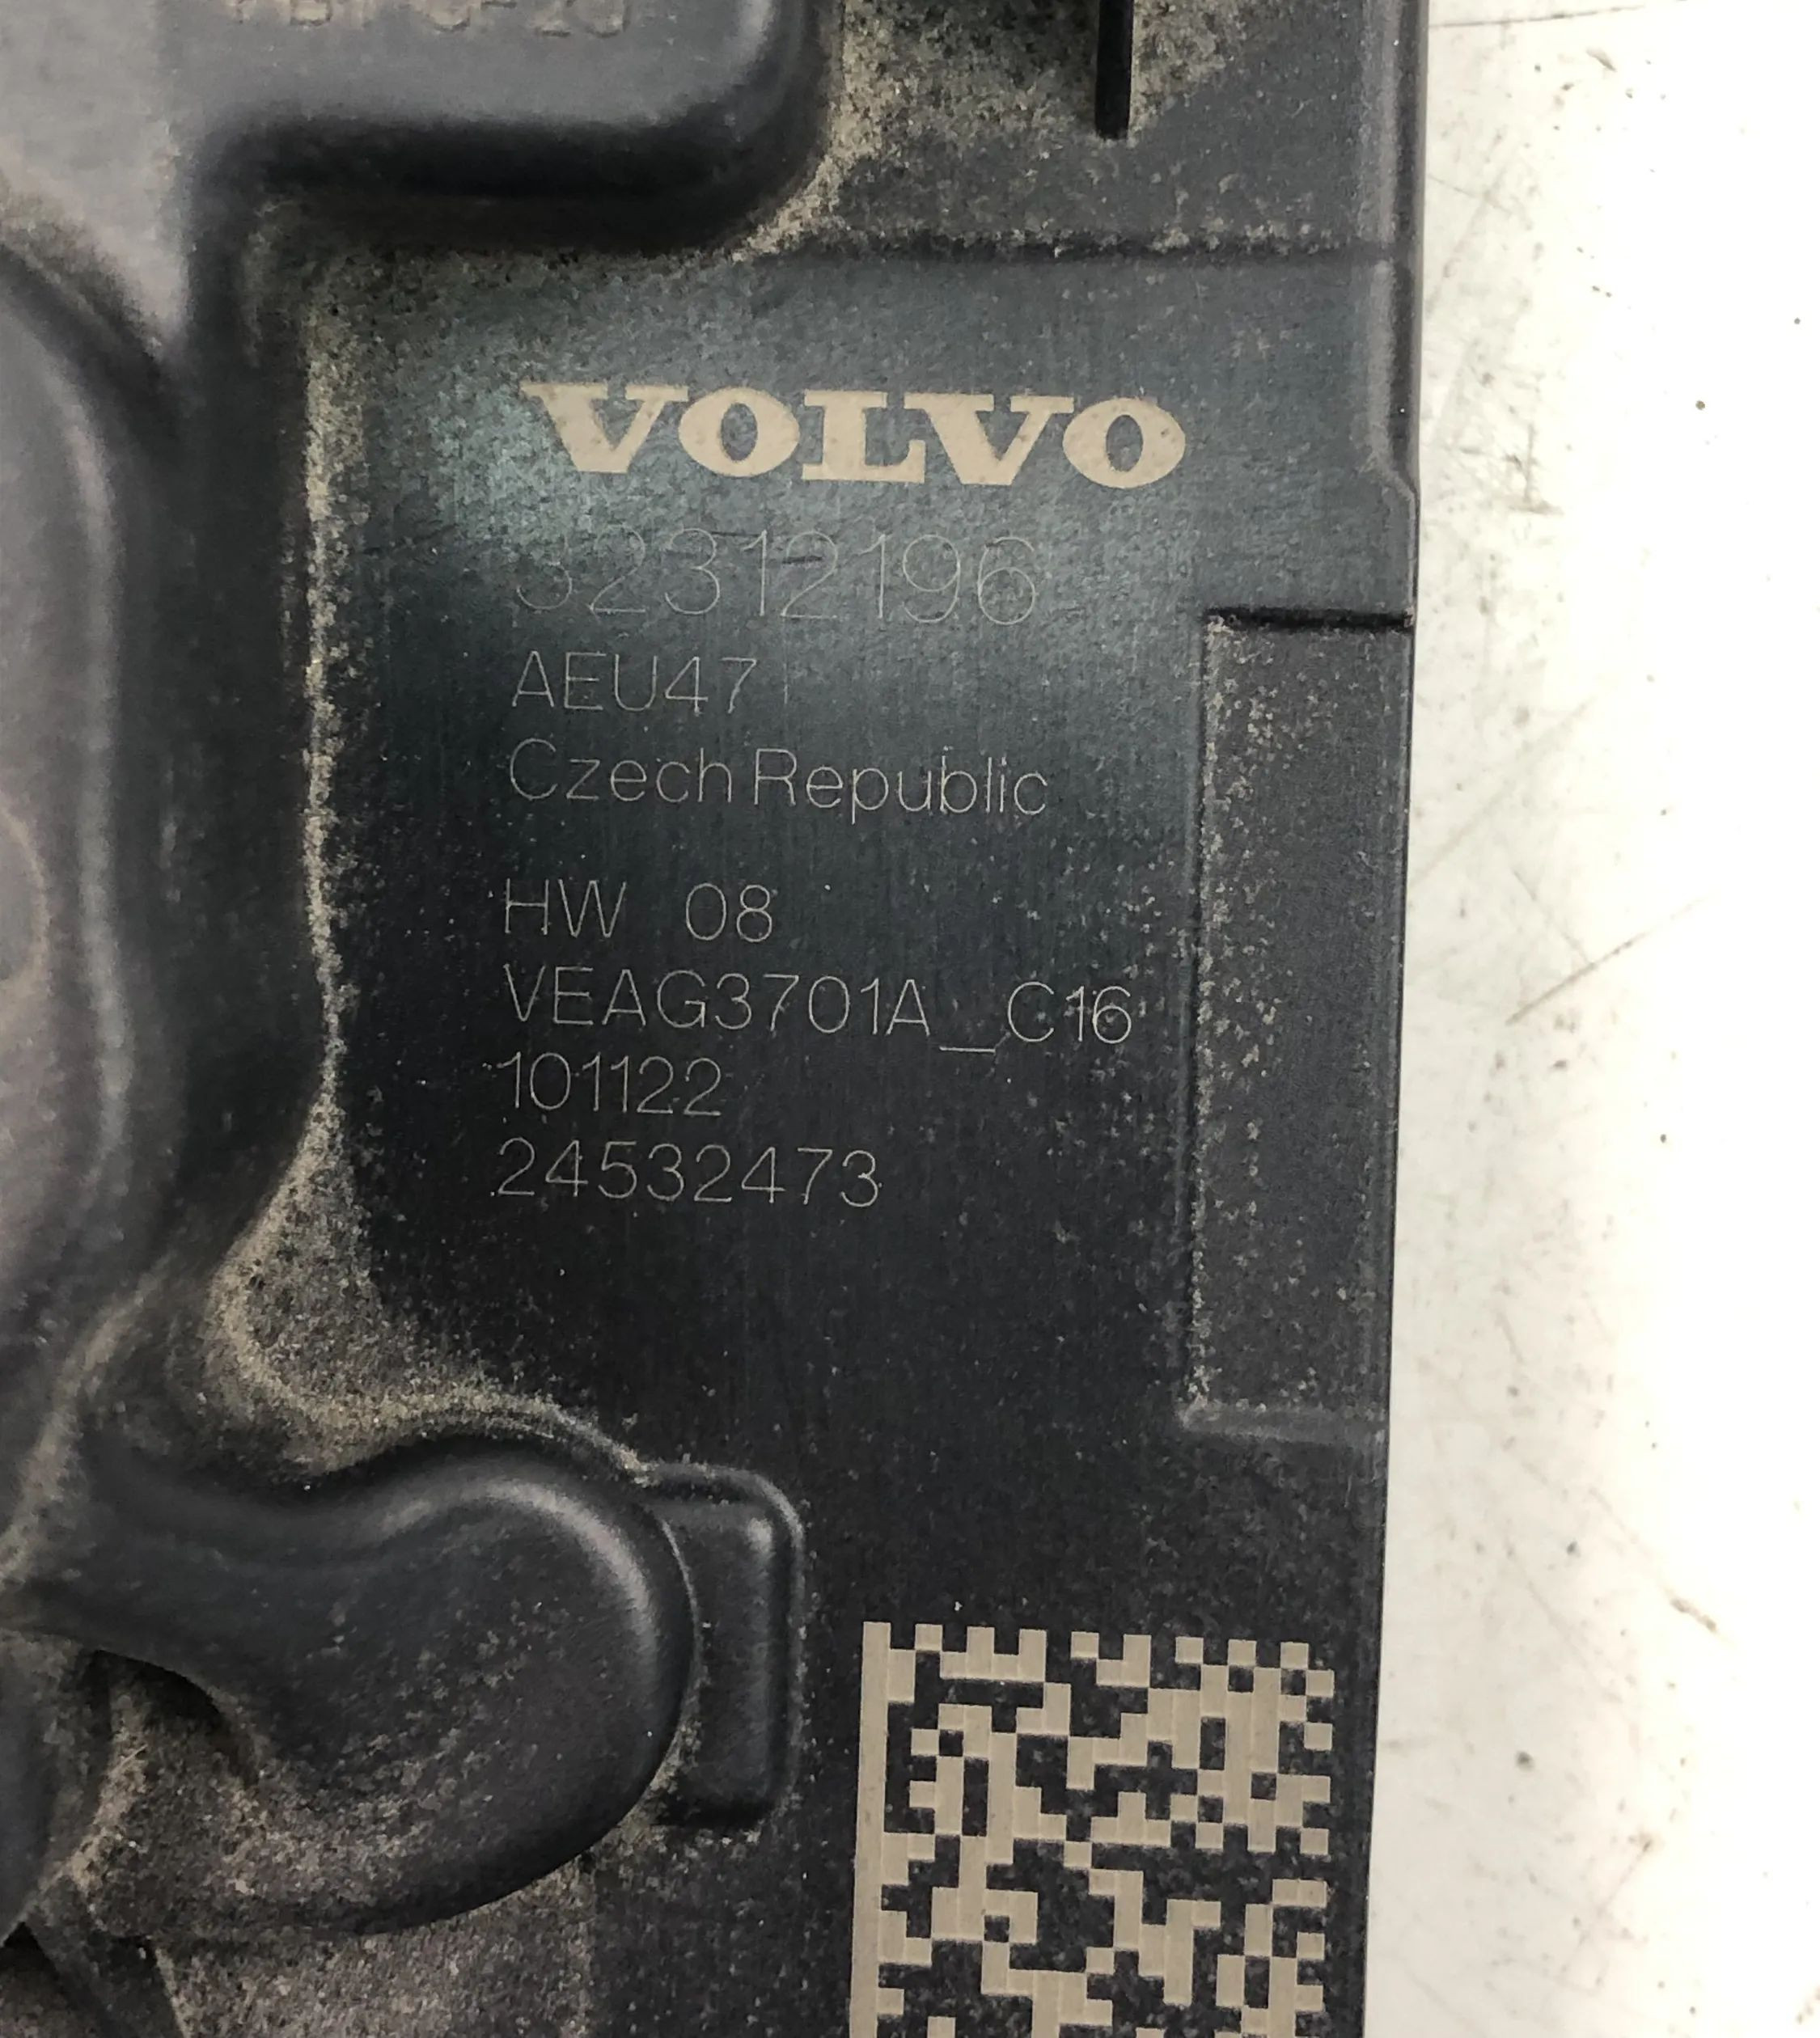 VOLVO
32312196
AEU47
Czech Republic
HW 08
VEAG3701A_C16
101122
24532473